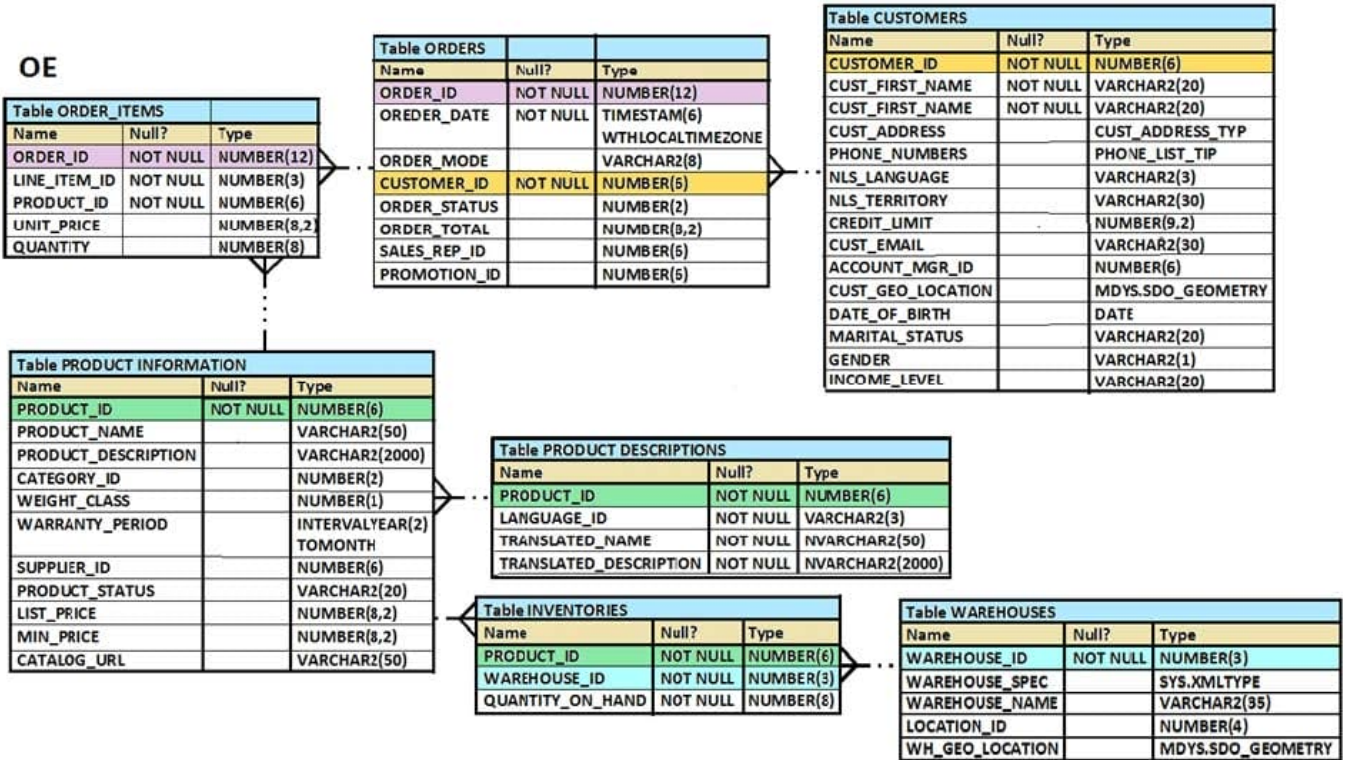 OE
Table ORDER_ITEMS
Name Null? Type
ORDER_ID NOT NULL NUMBER(12)
LINE_ITEM_ID NOT NULL NUMBER(3)
PRODUCT_ID NOT NULL NUMBER(6)
UNIT_PRICE NUMBER(8,2)
QUANTITY NUMBER(8)
Table ORDERS
Name Null? Type
ORDER_ID NOT NULL NUMBER(12)
OREDER_DATE NOT NULL TIMESTAM(6)
WTHLOCALTIMEZONE
ORDER_MODE VARCHAR2(8)
CUSTOMER_ID NOT NULL NUMBER(6)
ORDER_STATUS NUMBER(2)
ORDER_TOTAL NUMBER(8,2)
SALES_REP_ID NUMBER(6)
PROMOTION_ID NUMBER(6)
Table CUSTOMERS
Name Null? Type
CUSTOMER_ID NOT NULL NUMBER(6)
CUST_FIRST_NAME NOT NULL VARCHAR2(20)
CUST_FIRST_NAME NOT NULL VARCHAR2(20)
CUST_ADDRESS CUST_ADDRESS_TYP
PHONE_NUMBERS PHONE_LIST_TIP
NLS_LANGUAGE VARCHAR2(3)
NLS_TERRITORY VARCHAR2(30)
CREDIT_LIMIT NUMBER(9,2)
CUST_EMAIL VARCHAR2(30)
ACCOUNT_MGR_ID NUMBER(6)
CUST_GEO_LOCATION MDYS.SDO_GEOMETRY
DATE_OF_BIRTH DATE
MARITAL_STATUS VARCHAR2(20)
GENDER VARCHAR2(1)
INCOME_LEVEL VARCHAR2(20)
Table PRODUCT INFORMATION
Name Null? Type
PRODUCT_ID NOT NULL NUMBER(6)
PRODUCT_NAME VARCHAR2(50)
PRODUCT_DESCRIPTION VARCHAR2(2000)
CATEGORY_ID NUMBER(2)
WEIGHT_CLASS NUMBER(1)
WARRANTY_PERIOD INTERVALYEAR(2)
TOMONTH
SUPPLIER_ID NUMBER(6)
PRODUCT_STATUS VARCHAR2(20)
LIST_PRICE NUMBER(8,2)
MIN_PRICE NUMBER(8,2)
CATALOG_URL VARCHAR2(50)
Table PRODUCT DESCRIPTIONS
Name Null? Type
PRODUCT_ID NOT NULL NUMBER(6)
LANGUAGE_ID NOT NULL VARCHAR2(3)
TRANSLATED_NAME NOT NULL NVARCHAR2(50)
TRANSLATED_DESCRIPTION NOT NULL NVARCHAR2(2000)
Table INVENTORIES
Name Null? Type
PRODUCT_ID NOT NULL NUMBER(6)
WAREHOUSE_ID NOT NULL NUMBER(3)
QUANTITY_ON_HAND NOT NULL NUMBER(8)
Table WAREHOUSES
Name Null? Type
WAREHOUSE_ID NOT NULL NUMBER(3)
WAREHOUSE_SPEC SYS.XMLTYPE
WAREHOUSE_NAME VARCHAR2(35)
LOCATION_ID NUMBER(4)
WH_GEO_LOCATION MDYS.SDO_GEOMETRY